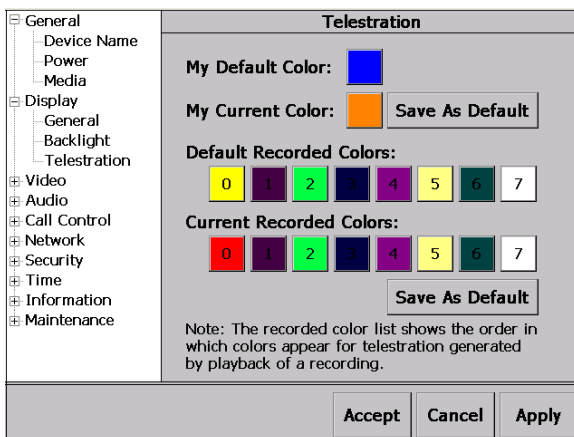 General
Device Name
Power
Media
Display
General
Backlight
Telestration
Video
Audio
Call Control
Network
Security
Time
Information
Maintenance
Telestration
My Default Color:
My Current Color:
Save As Default
Default Recorded Colors:
0 1 2 3 4 5 6 7
Current Recorded Colors:
0 1 2 3 4 5 6 7
Save As Default
Note: The recorded color list shows the order in
which colors appear for telestration generated
by playback of a recording.
Accept Cancel Apply